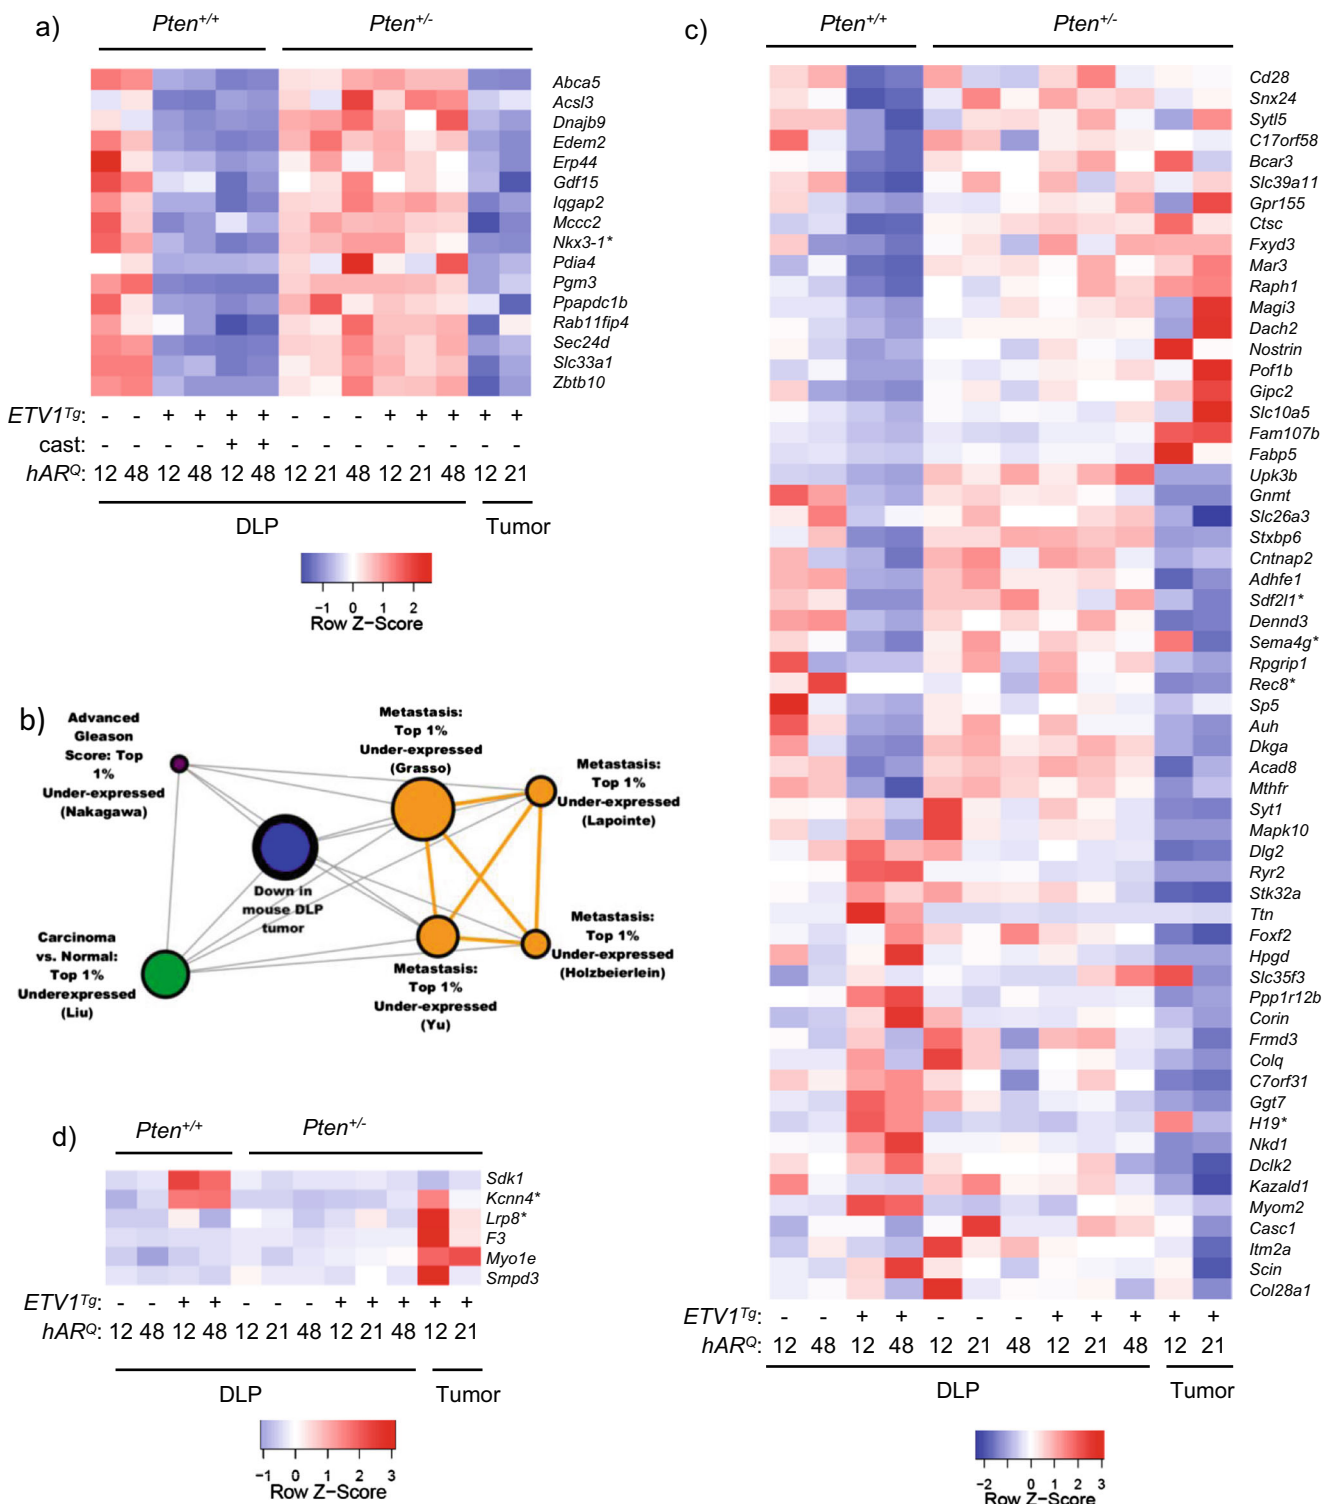 a)
Pten+/+ Pten+/-
Abca5
Acsl3
Dnajb9
Edem2
Erp44
Gdf15
Iqgap2
Mccc2
Nkx3-1*
Pdia4
Pgm3
Ppapdc1b
Rab11fip4
Sec24d
Slc33a1
Zbtb10
ETV1Tg: - - + + + + - - - + + + + +
cast: - - - - + + - - - - - - - -
hARQ: 12 48 12 48 12 48 12 21 48 12 21 48 12 21
DLP Tumor
−1 0 1 2
Row Z−Score
b)
Advanced
Gleason
Score: Top
1%
Under-expressed
(Nakagawa)
Metastasis:
Top 1%
Under-expressed
(Grasso)
Metastasis:
Top 1%
Under-expressed
(Lapointe)
Down in
mouse DLP
tumor
Carcinoma
vs. Normal:
Top 1%
Underexpressed
(Liu)
Metastasis:
Top 1%
Under-expressed
(Yu)
Metastasis:
Top 1%
Under-expressed
(Holzbeierlein)
c)
Pten+/+ Pten+/-
Cd28
Snx24
Sytl5
C17orf58
Bcar3
Slc39a11
Gpr155
Ctsc
Fxyd3
Mar3
Raph1
Magi3
Dach2
Nostrin
Pof1b
Gipc2
Slc10a5
Fam107b
Fabp5
Upk3b
Gnmt
Slc26a3
Stxbp6
Cntnap2
Adhfe1
Sdf2l1*
Dennd3
Sema4g*
Rpgrip1
Rec8*
Sp5
Auh
Dkga
Acad8
Mthfr
Syt1
Mapk10
Dlg2
Ryr2
Stk32a
Ttn
Foxf2
Hpgd
Slc35f3
Ppp1r12b
Corin
Frmd3
Colq
C7orf31
Ggt7
H19*
Nkd1
Dclk2
Kazald1
Myom2
Casc1
Itm2a
Scin
Col28a1
ETV1Tg: - - + + - - - + + + + +
hARQ: 12 48 12 48 12 21 48 12 21 48 12 21
DLP Tumor
−2 0 1 2 3
Row Z−Score
d)
Pten+/+ Pten+/-
Sdk1
Kcnn4*
Lrp8*
F3
Myo1e
Smpd3
ETV1Tg: - - + + - - - + + + + +
hARQ: 12 48 12 48 12 21 48 12 21 48 12 21
DLP Tumor
−1 0 1 2 3
Row Z−Score